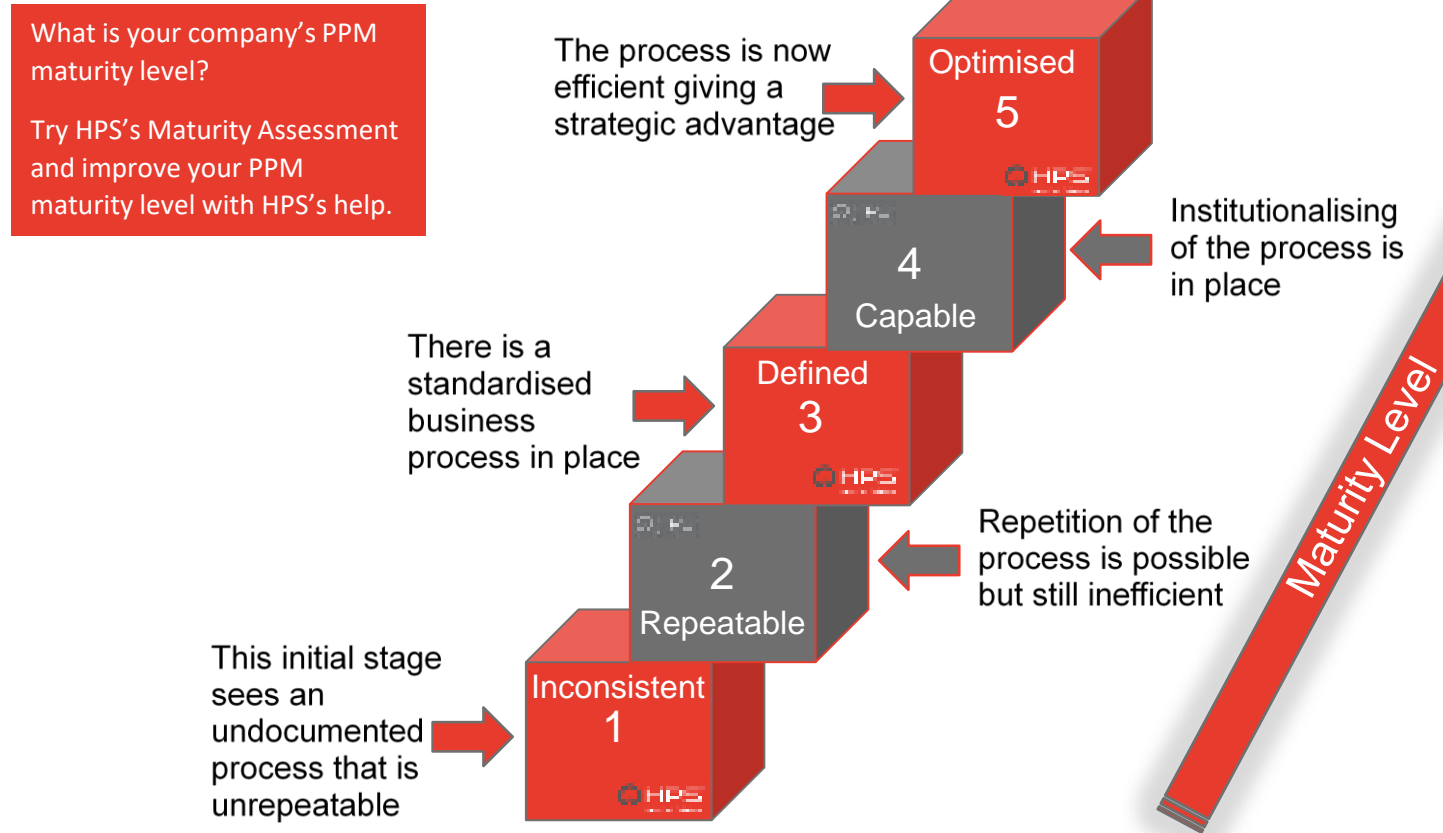 What is your company's PPM
maturity level?
Try HPS's Maturity Assessment
and improve your PPM
maturity level with HPS's help.
The process is now
efficient giving a
strategic advantage
Optimised
5
HPS
Institutionalising
of the process is
in place
4
Capable
There is a
standardised
business
process in place
Defined
3
HPS
Repetition of the
process is possible
but still inefficient
2
Repeatable
This initial stage
sees an
undocumented
process that is
unrepeatable
Inconsistent
1
HPS
Maturity Level